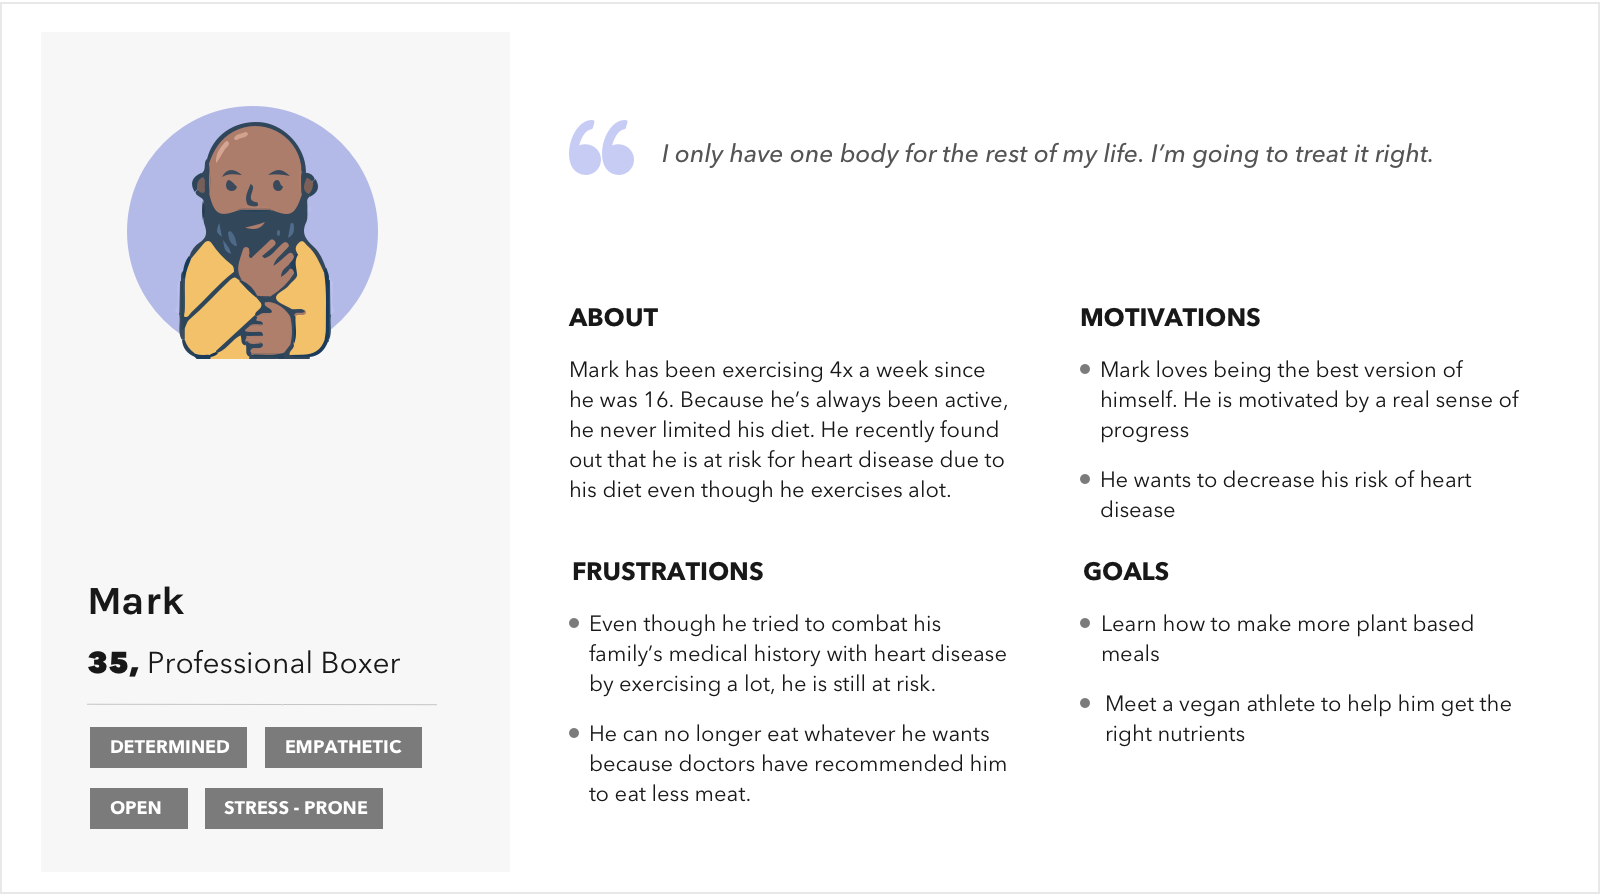 I only have one body for the rest of my life. I’m going to treat it right.
Mark
35, Professional Boxer
DETERMINED
EMPATHETIC
OPEN
STRESS - PRONE
ABOUT
Mark has been exercising 4x a week since
he was 16. Because he’s always been active,
he never limited his diet. He recently found
out that he is at risk for heart disease due to
his diet even though he exercises alot.
MOTIVATIONS
Mark loves being the best version of
himself. He is motivated by a real sense of
progress
He wants to decrease his risk of heart
disease
FRUSTRATIONS
Even though he tried to combat his
family’s medical history with heart disease
by exercising a lot, he is still at risk.
He can no longer eat whatever he wants
because doctors have recommended him
to eat less meat.
GOALS
Learn how to make more plant based
meals
Meet a vegan athlete to help him get the
right nutrients